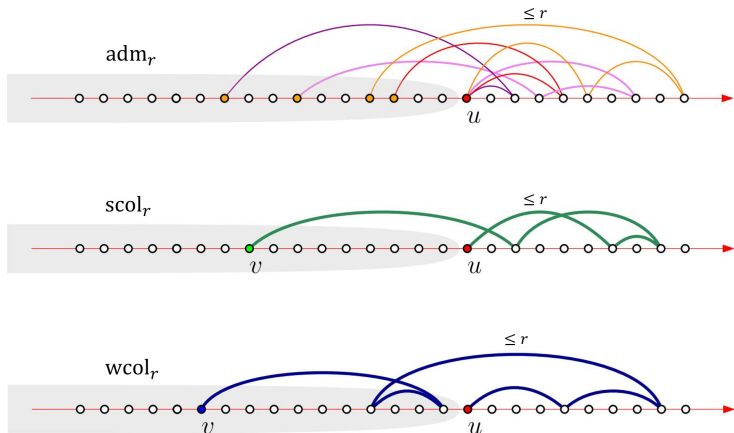 ≤ r
adm_r
u
scol_r
≤ r
v u
wcol_r
≤ r
v u